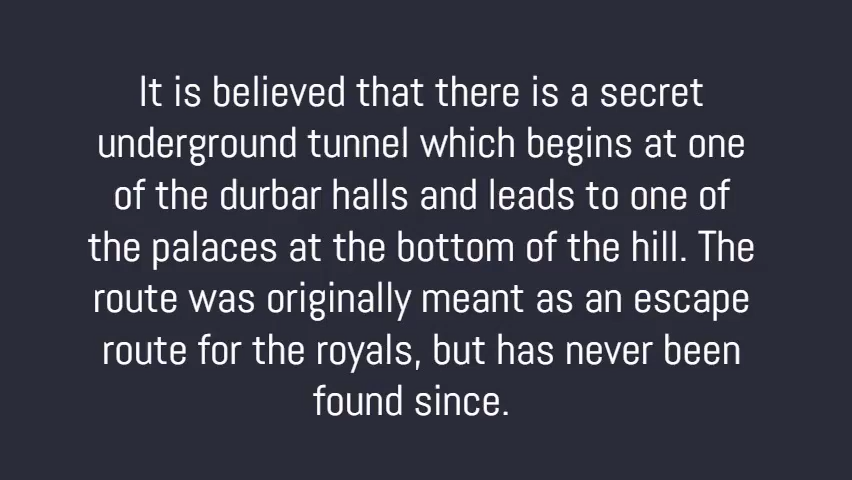 It is believed that there is a secret
underground tunnel which begins at one
of the durbar halls and leads to one of
the palaces at the bottom of the hill. The
route was originally meant as an escape
route for the royals, but has never been
found since.